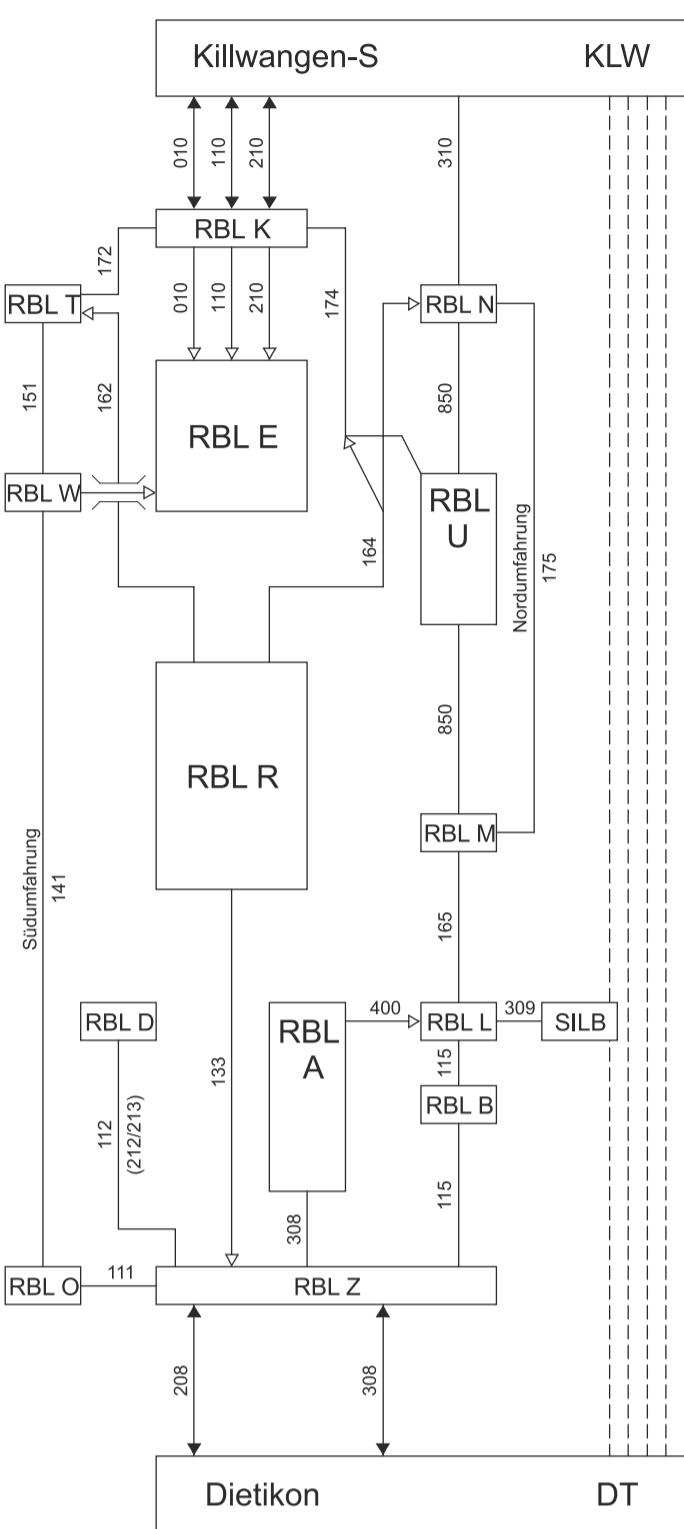 Killwangen-S KLW
010
110
210
310
RBL K
172
010
110
210
174
RBL T
RBL N
151
162
850
RBL E
RBL W
RBL
U
164
Nordumfahrung
175
850
RBL R
RBL M
Südumfahrung
141
165
RBL D
RBL
A
400
RBL L
309
SILB
133
115
RBL B
112
(212/213)
115
308
RBL O
111
RBL Z
208
308
Dietikon DT